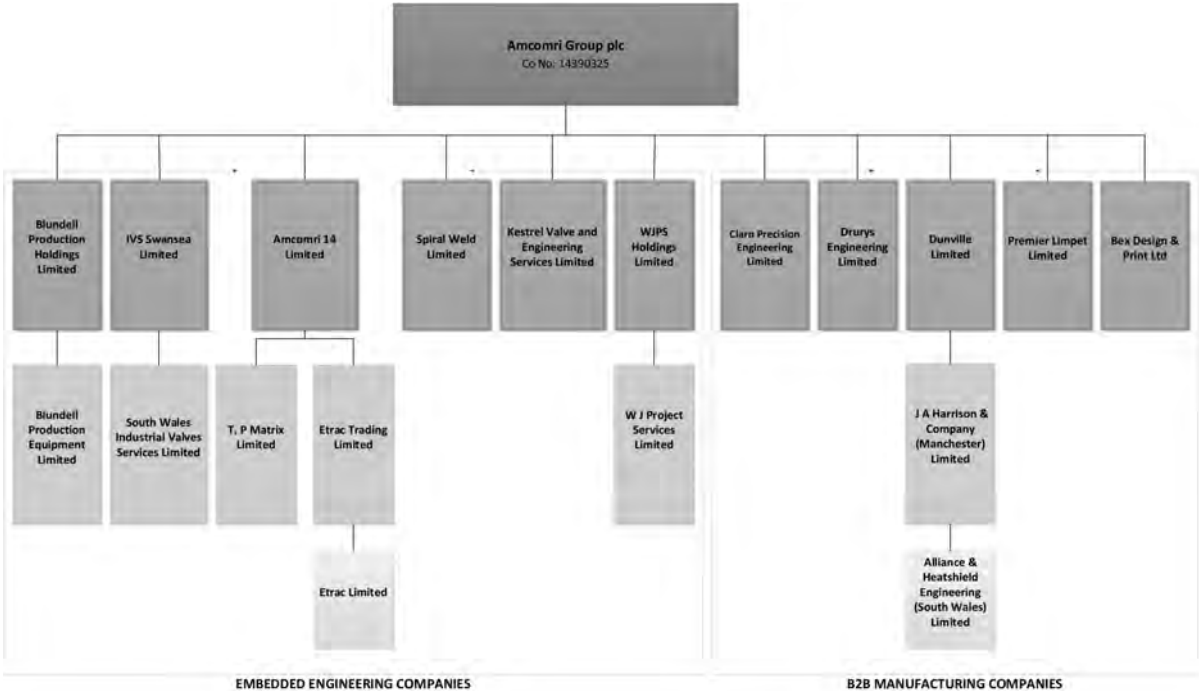 Amcomri Group plc
Co No: 14390325
Blundell
Production
Holdings
Limited
IVS Swansea
Limited
Amcomri 14
Limited
Spiral Weld
Limited
Kestrel Valve and
Engineering
Services Limited
WJPS
Holdings
Limited
Claro Precision
Engineering
Limited
Drurys
Engineering
Limited
Dunville
Limited
Premier Limpet
Limited
Bex Design &
Print Ltd
Blundell
Production
Equipment
Limited
South Wales
Industrial Valves
Services Limited
T. P Matrix
Limited
Etrac Trading
Limited
W J Project
Services
Limited
J A Harrison &
Company
(Manchester)
Limited
Etrac Limited
Alliance &
Heatshield
Engineering
(South Wales)
Limited
EMBEDDED ENGINEERING COMPANIES
B2B MANUFACTURING COMPANIES